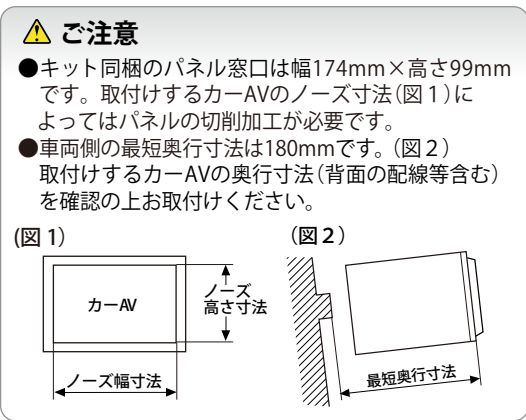 ご注意
●キット同梱のパネル窓口は幅174mm×高さ99mm
です。取付けするカーAVのノーズ寸法(図1)に
よってはパネルの切削加工が必要です。
●車両側の最短奥行寸法は180mmです。(図2)
取付けするカーAVの奥行寸法(背面の配線等含む)
を確認の上お取付けください。
(図1)
(図2)
カーAV
ノーズ
高さ寸法
ノーズ幅寸法
最短奥行寸法